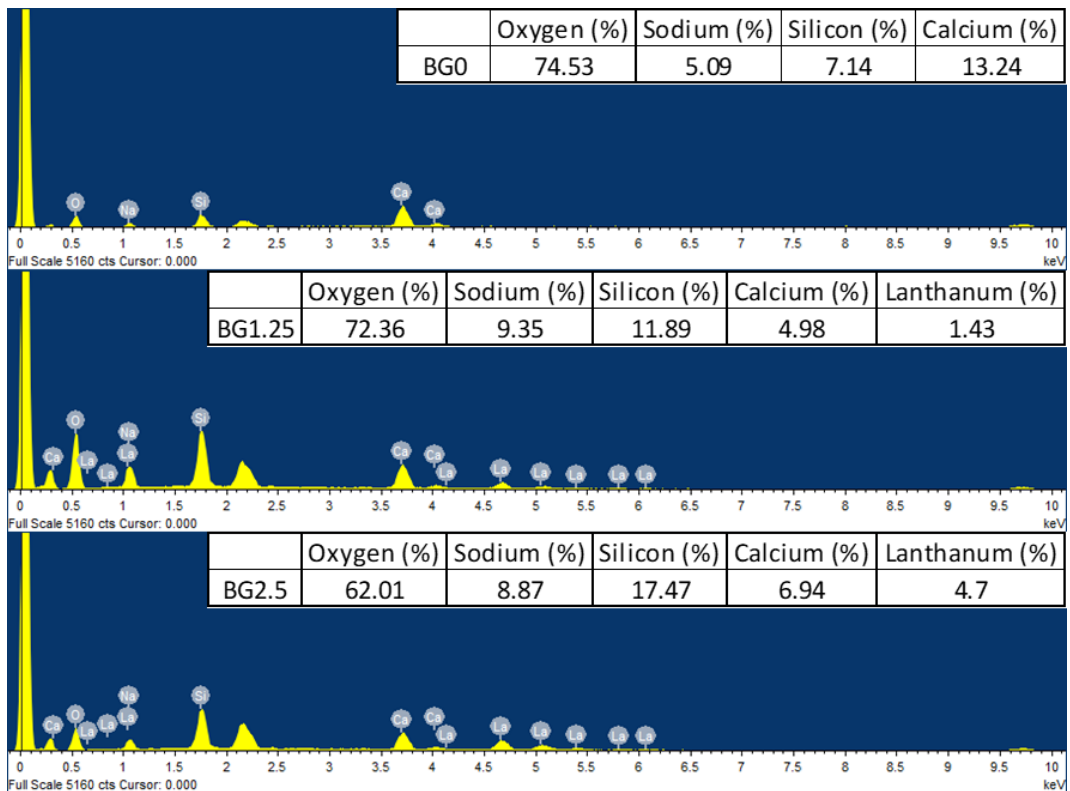 Oxygen (%) Sodium (%) Silicon (%) Calcium (%)
BG0 74.53 5.09 7.14 13.24
O Na Si Ca Ca
0 0.5 1 1.5 2 2.5 3 3.5 4 4.5 5 5.5 6 6.5 7 7.5 8 8.5 9 9.5 10
Full Scale 5160 cts Cursor: 0.000 keV
Oxygen (%) Sodium (%) Silicon (%) Calcium (%) Lanthanum (%)
BG1.25 72.36 9.35 11.89 4.98 1.43
O Na Si
Ca La La La Ca Ca La La La La La La
0 0.5 1 1.5 2 2.5 3 3.5 4 4.5 5 5.5 6 6.5 7 7.5 8 8.5 9 9.5 10
Full Scale 5160 cts Cursor: 0.000 keV
Oxygen (%) Sodium (%) Silicon (%) Calcium (%) Lanthanum (%)
BG2.5 62.01 8.87 17.47 6.94 4.7
Na Si
Ca O La La La Ca Ca La La La La La La
0 0.5 1 1.5 2 2.5 3 3.5 4 4.5 5 5.5 6 6.5 7 7.5 8 8.5 9 9.5 10
Full Scale 5160 cts Cursor: 0.000 keV